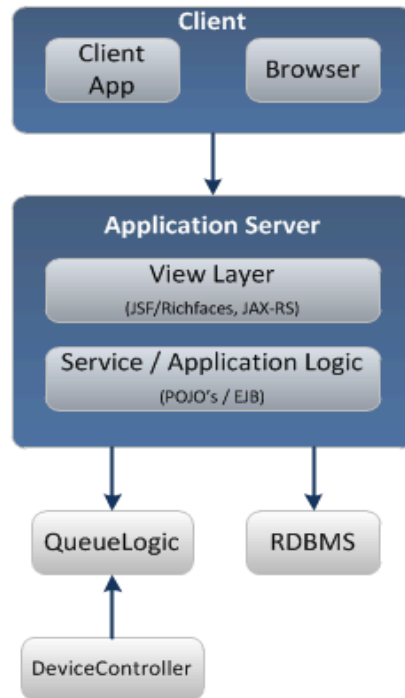 Client
Client
App
Browser
Application Server
View Layer
(JSF/Richfaces, JAX-RS)
Service / Application Logic
(POJO's / EJB)
QueueLogic
RDBMS
DeviceController